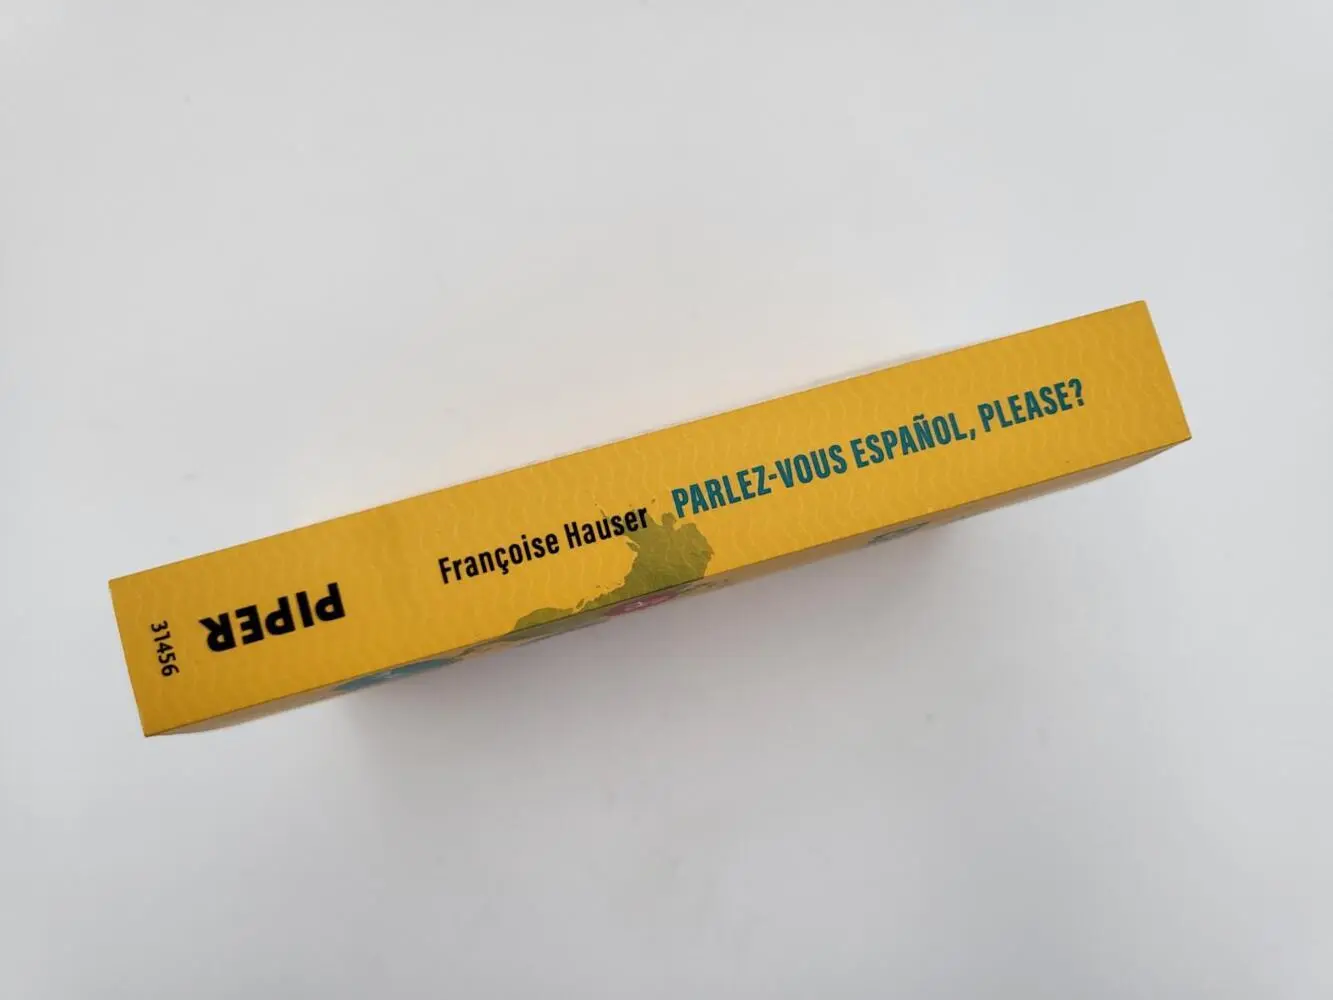 Françoise Hauser PARLEZ-VOUS ESPAÑOL, PLEASE?
PIPER
31456